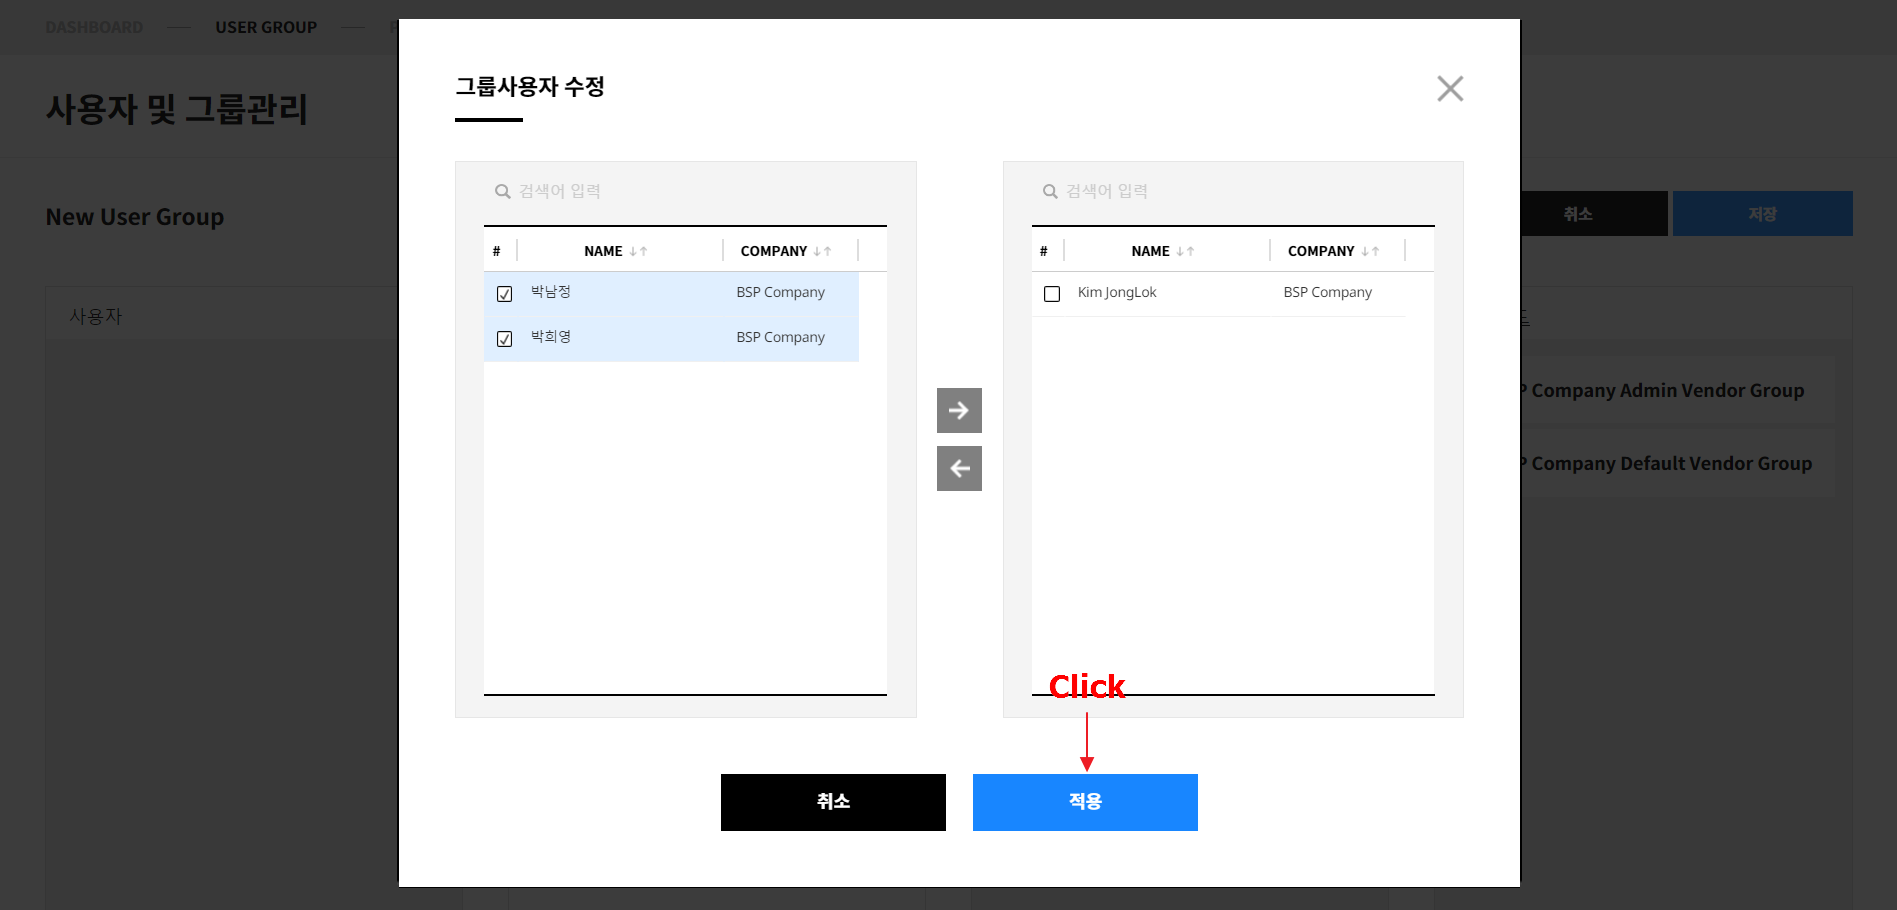 DASHBOARD
USER GROUP
사용자 및 그룹관리
New User Group
취소
저장
사용자
Company Admin Vendor Group
Company Default Vendor Group
그룹사용자 수정
검색어 입력
# NAME ↓↑ COMPANY ↓↑
박남정 BSP Company
박희영 BSP Company
검색어 입력
# NAME ↓↑ COMPANY ↓↑
Kim JongLok BSP Company
Click
취소
적용